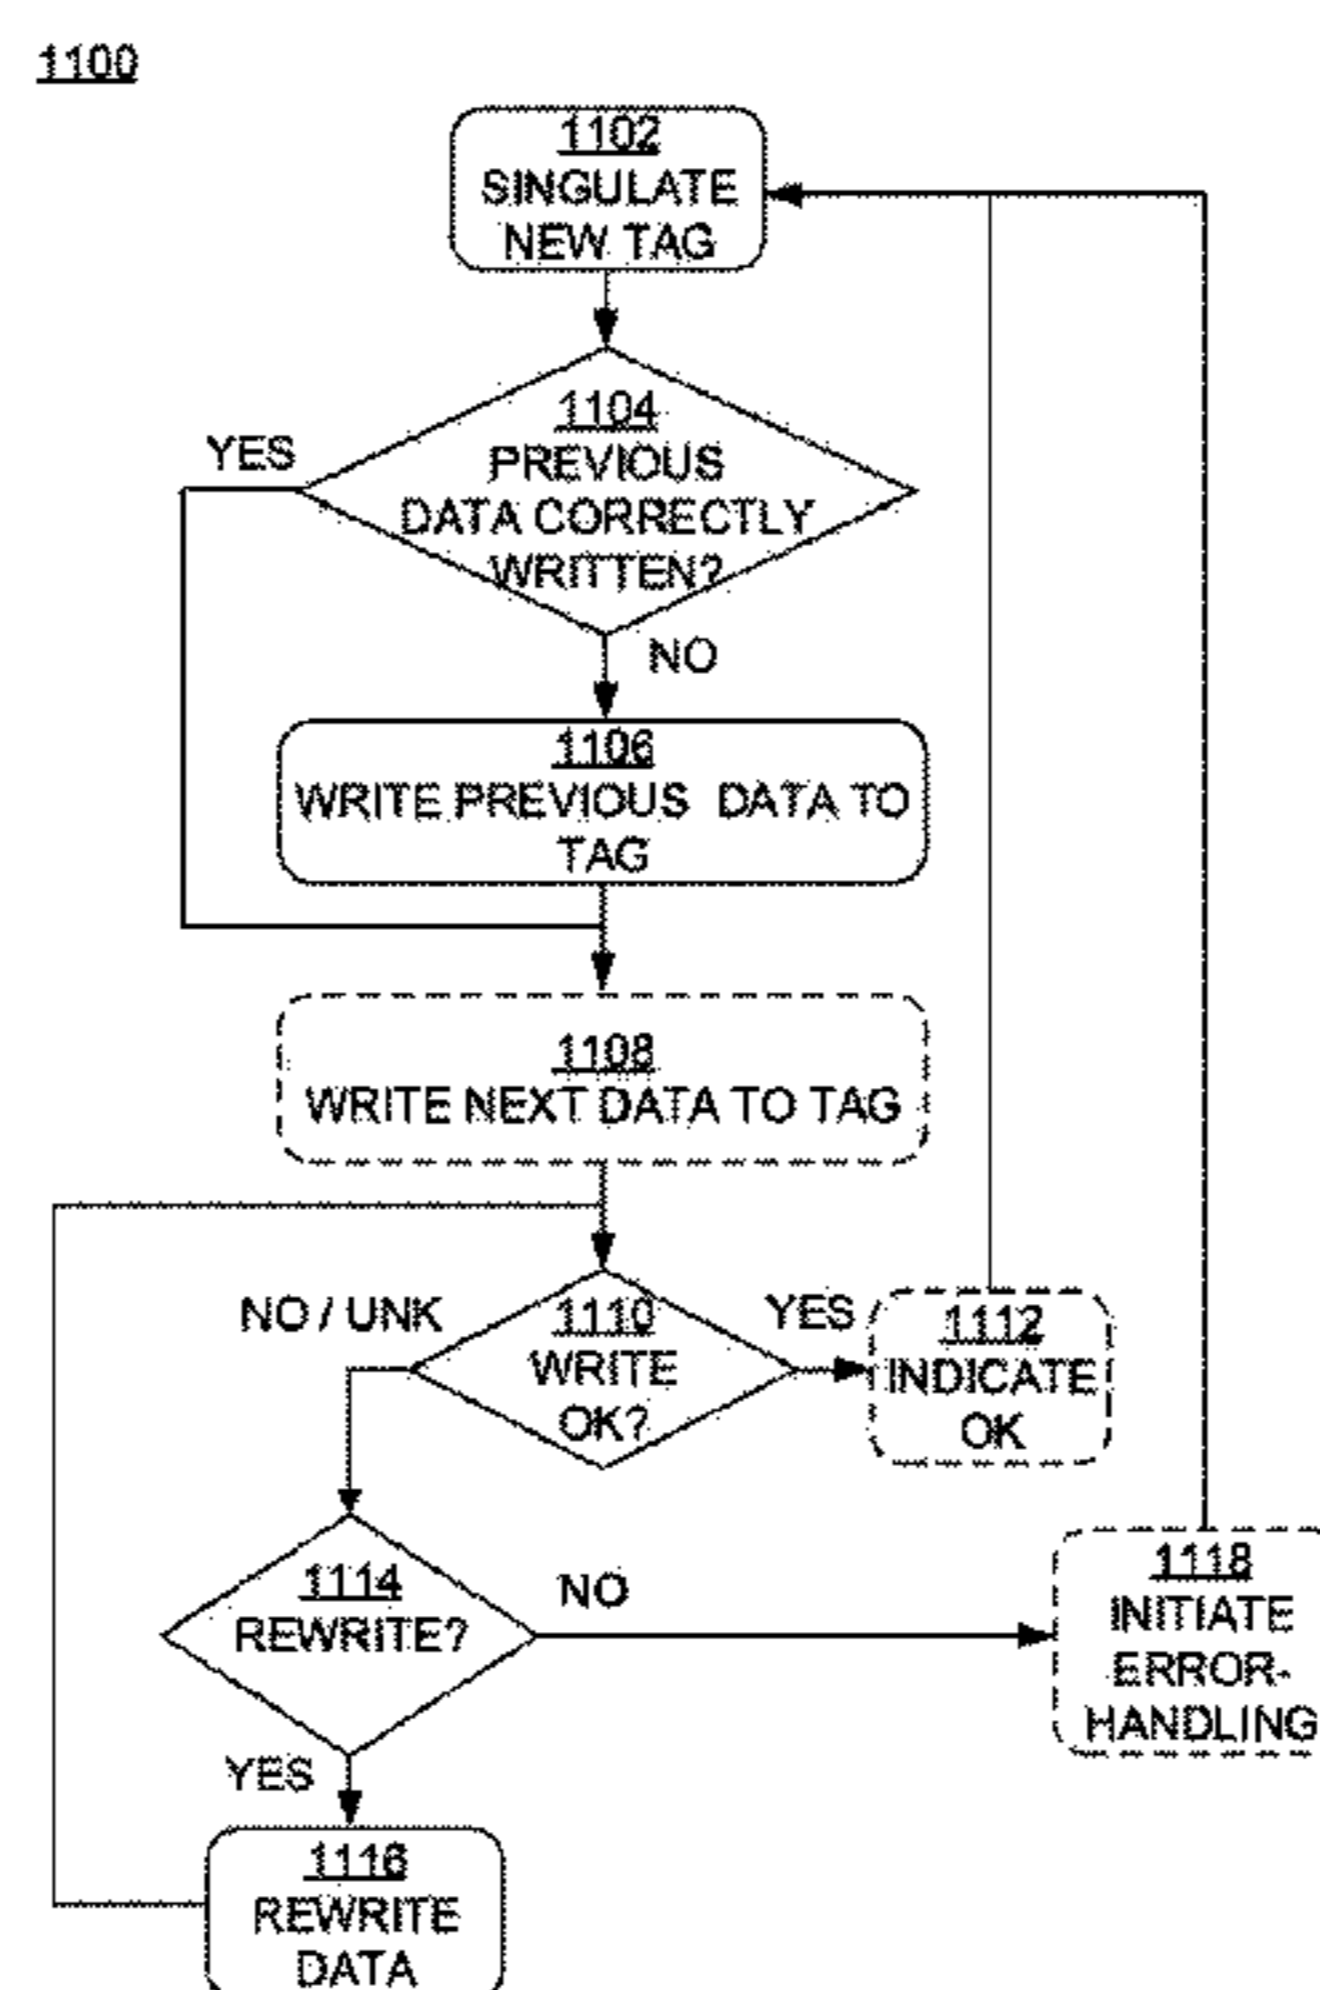 1100
1102
SINGULATE
NEW TAG
1104
PREVIOUS
DATA CORRECTLY
WRITTEN?
YES
NO
1106
WRITE PREVIOUS DATA TO
TAG
1108
WRITE NEXT DATA TO TAG
NO / UNK
1110
WRITE
OK?
YES
1112
INDICATE
OK
1114
REWRITE?
NO
1118
INITIATE
ERROR-
HANDLING
YES
1116
REWRITE
DATA